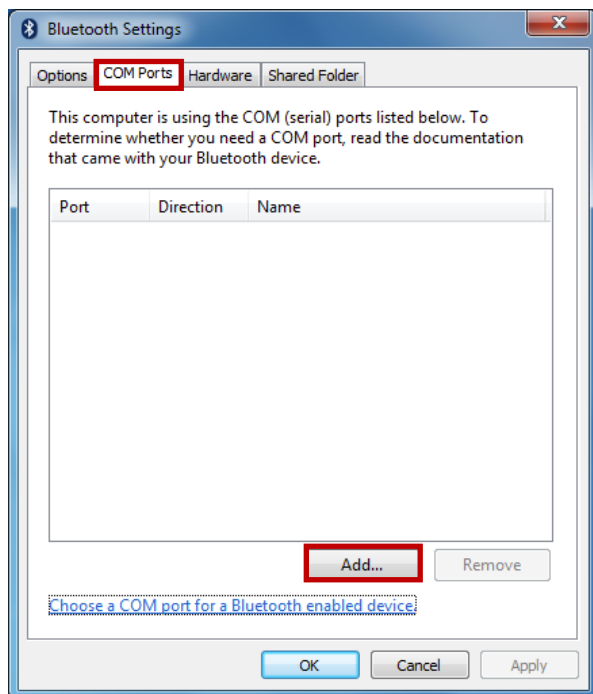 Bluetooth Settings
Options COM Ports Hardware Shared Folder
This computer is using the COM (serial) ports listed below. To
determine whether you need a COM port, read the documentation
that came with your Bluetooth device.
Port Direction Name
Add... Remove
Choose a COM port for a Bluetooth enabled device.
OK Cancel Apply